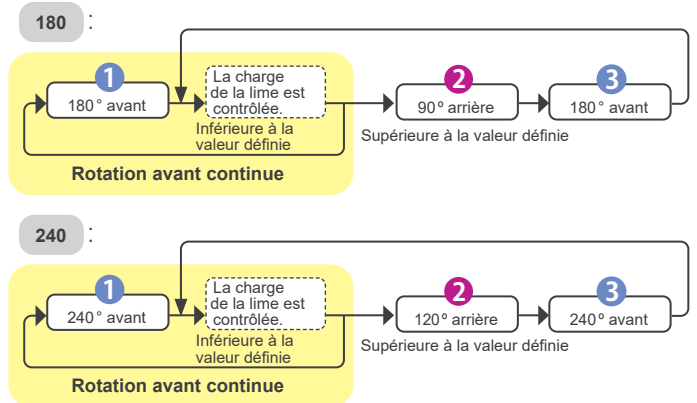 180 :
1
180° avant
La charge
de la lime est
contrôlée.
Inférieure à la
valeur définie
Rotation avant continue
2
90° arrière
3
180° avant
Supérieure à la valeur définie
240 :
1
240° avant
La charge
de la lime est
contrôlée.
Inférieure à la
valeur définie
Rotation avant continue
2
120° arrière
3
240° avant
Supérieure à la valeur définie